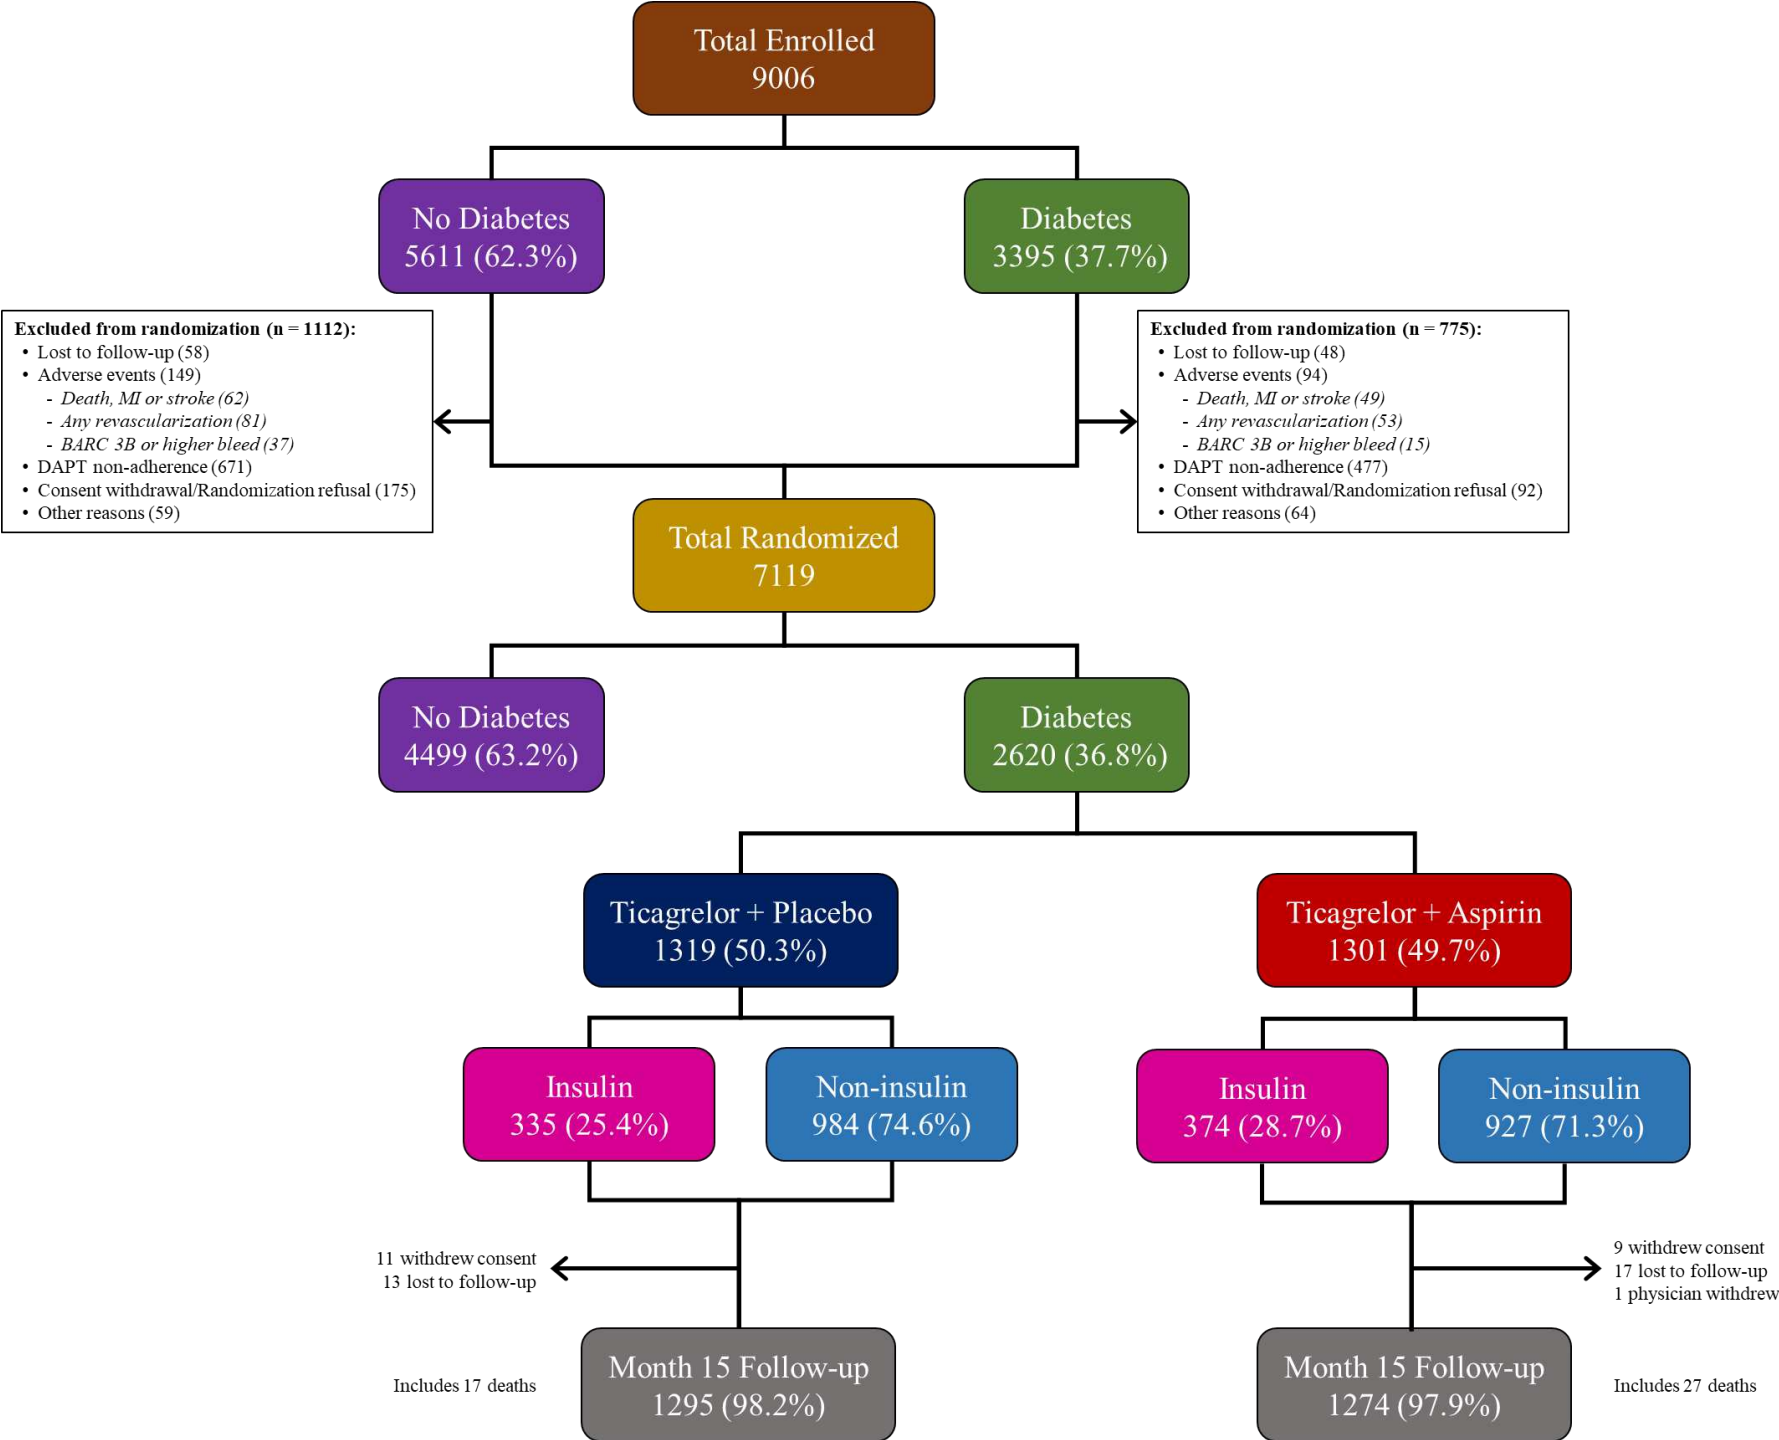 Total Enrolled
9006
No Diabetes
5611 (62.3%)
Diabetes
3395 (37.7%)
Excluded from randomization (n = 1112):
• Lost to follow-up (58)
• Adverse events (149)
- Death, MI or stroke (62)
- Any revascularization (81)
- BARC 3B or higher bleed (37)
• DAPT non-adherence (671)
• Consent withdrawal/Randomization refusal (175)
• Other reasons (59)
Excluded from randomization (n = 775):
• Lost to follow-up (48)
• Adverse events (94)
- Death, MI or stroke (49)
- Any revascularization (53)
- BARC 3B or higher bleed (15)
• DAPT non-adherence (477)
• Consent withdrawal/Randomization refusal (92)
• Other reasons (64)
Total Randomized
7119
No Diabetes
4499 (63.2%)
Diabetes
2620 (36.8%)
Ticagrelor + Placebo
1319 (50.3%)
Ticagrelor + Aspirin
1301 (49.7%)
Insulin
335 (25.4%)
Non-insulin
984 (74.6%)
Insulin
374 (28.7%)
Non-insulin
927 (71.3%)
11 withdrew consent
13 lost to follow-up
9 withdrew consent
17 lost to follow-up
1 physician withdrew
Includes 17 deaths
Month 15 Follow-up
1295 (98.2%)
Month 15 Follow-up
1274 (97.9%)
Includes 27 deaths